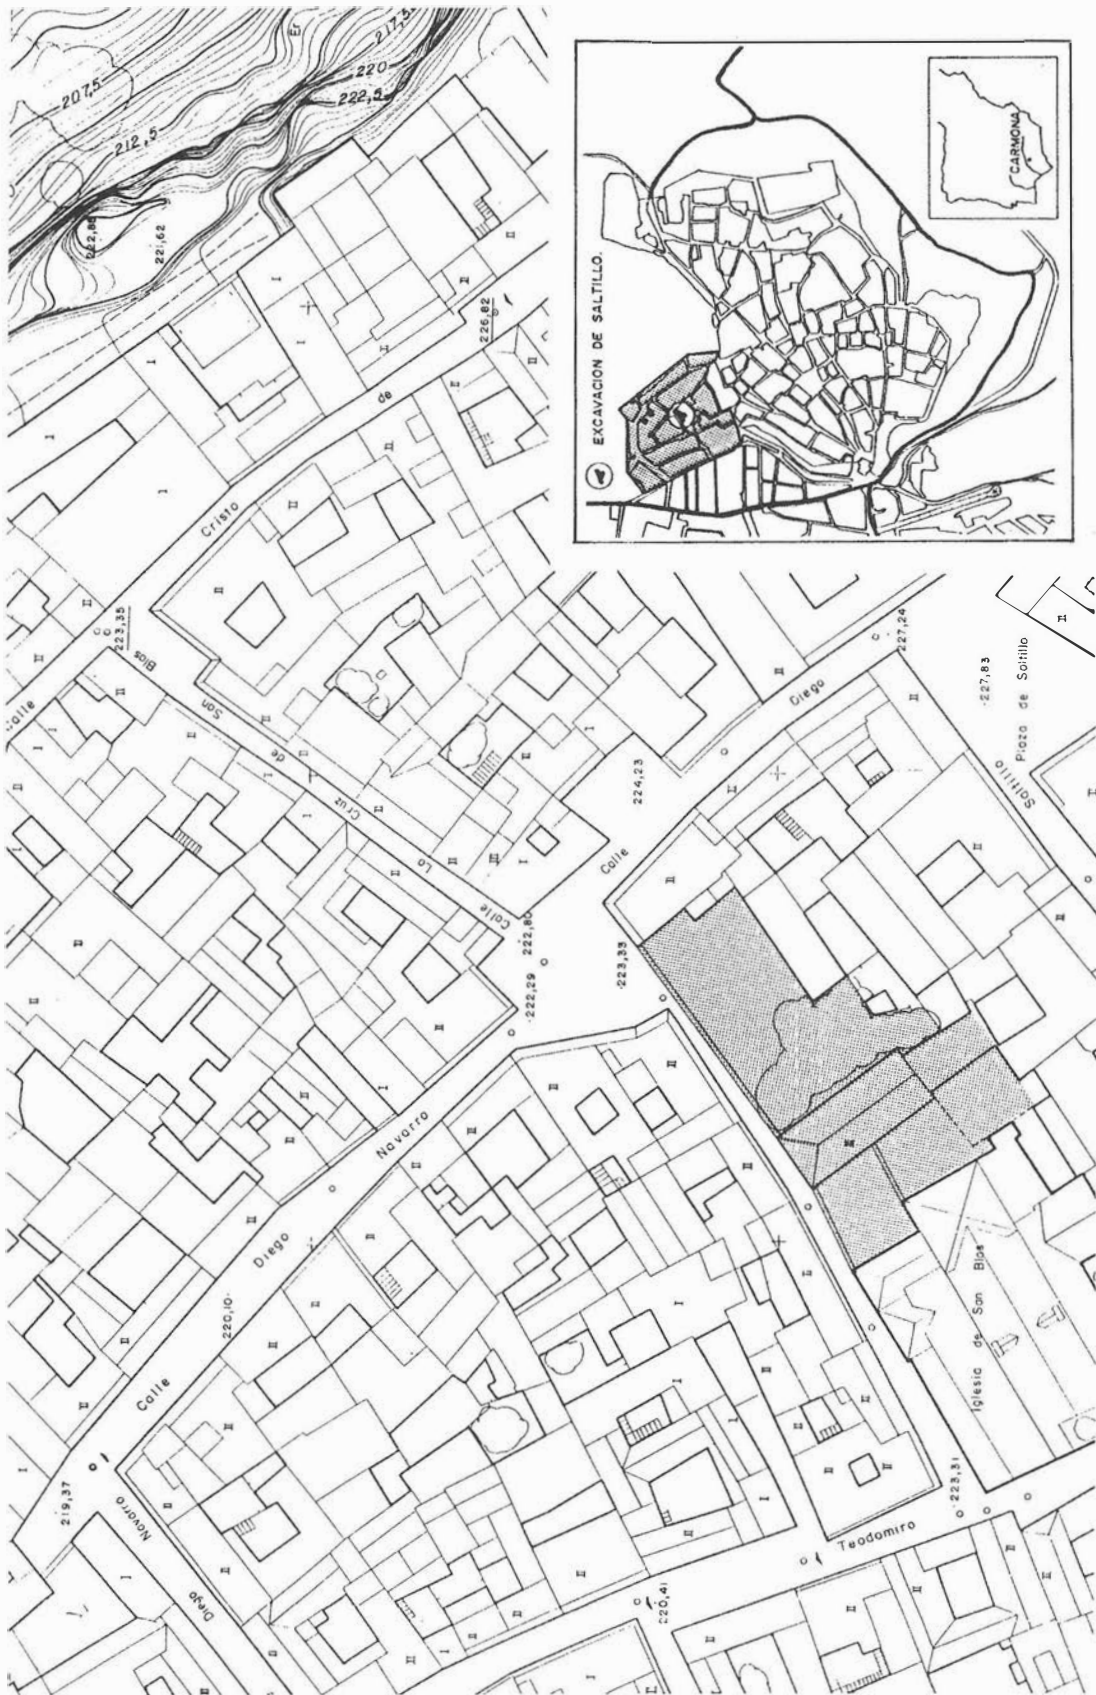 Er
217,5
220
222,5
207,5
212,5
222,86
221,62
226,82
EXCAVACION DE SALTILLO.
CARMONA
Calle
Cristo
de
223,35
Calle
La
Cruz
de
San
Blas
222,80
222,29
224,23
223,33
227,24
227,83
Plaza de Saltillo
Saltillo
Calle
Diego
Calle
Diego
Navarro
220,10
219,37
Diego
Navarro
Iglesia de San Blas
223,31
Teodomiro
220,41